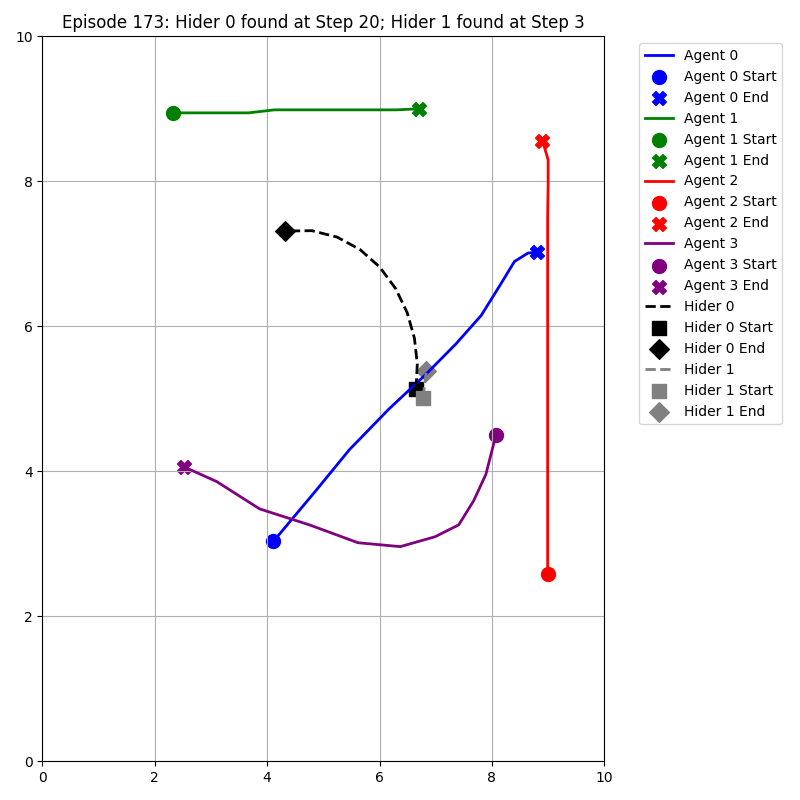 Episode 173: Hider 0 found at Step 20; Hider 1 found at Step 3
10
8
6
4
2
0
0
2
4
6
8
10
Agent 0
Agent 0 Start
Agent 0 End
Agent 1
Agent 1 Start
Agent 1 End
Agent 2
Agent 2 Start
Agent 2 End
Agent 3
Agent 3 Start
Agent 3 End
Hider 0
Hider 0 Start
Hider 0 End
Hider 1
Hider 1 Start
Hider 1 End